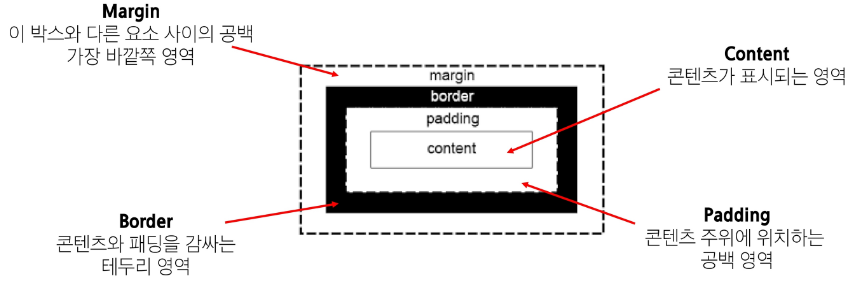 Margin
이 박스와 다른 요소 사이의 공백
가장 바깥쪽 영역
Content
콘텐츠가 표시되는 영역
margin
border
padding
content
Border
콘텐츠와 패딩을 감싸는
테두리 영역
Padding
콘텐츠 주위에 위치하는
공백 영역